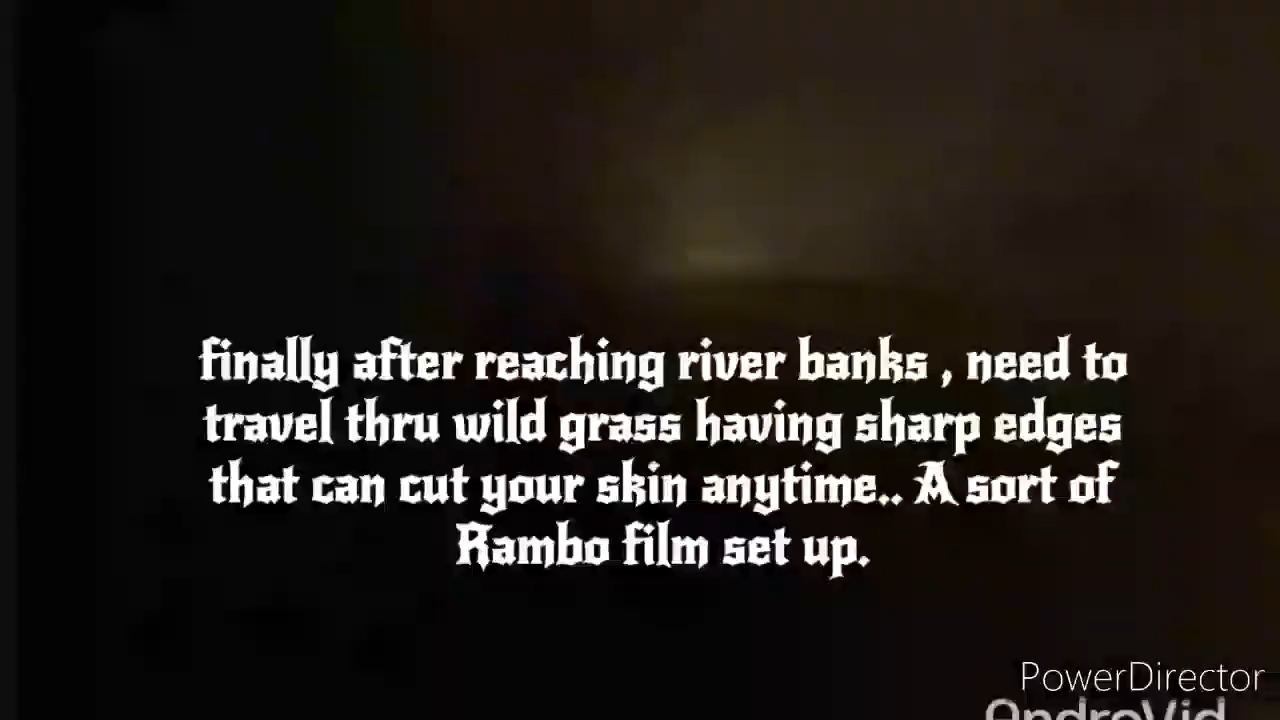 finally after reaching river banks , need to
travel thru wild grass having sharp edges
that can cut your skin anytime.. A sort of
Rambo film set up.
PowerDirector
AndroVid